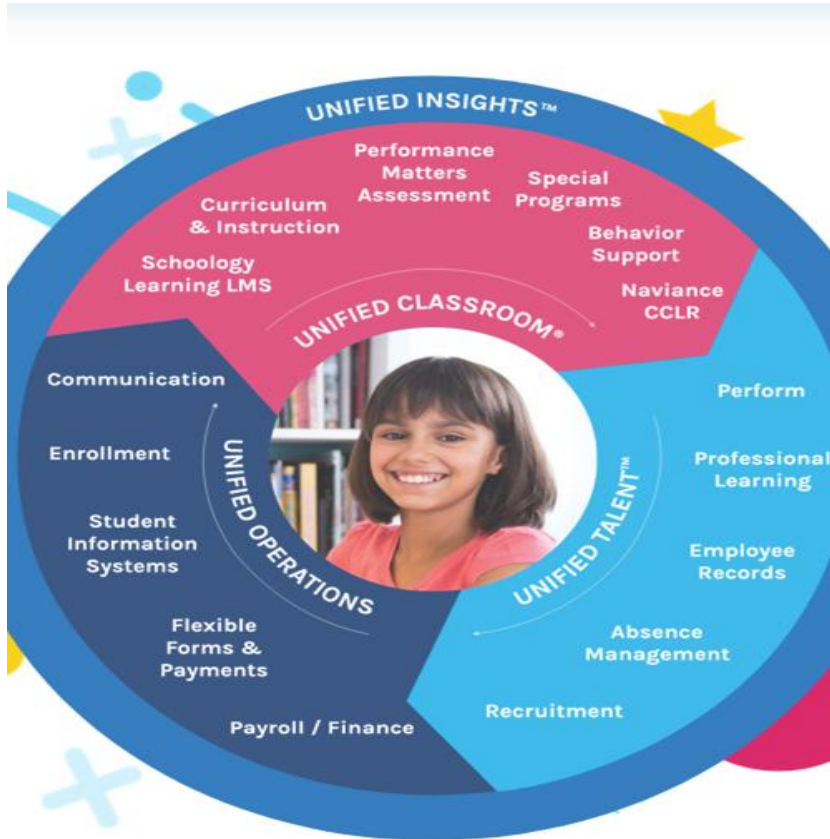 UNIFIED INSIGHTS™
Performance
Matters
Assessment
Special
Programs
Curriculum
& Instruction
Behavior
Support
Schoology
Learning LMS
Naviance
CCLR
UNIFIED CLASSROOM®
Communication
Enrollment
Student
Information
Systems
Flexible
Forms &
Payments
Payroll / Finance
UNIFIED OPERATIONS
Perform
Professional
Learning
Employee
Records
Absence
Management
Recruitment
UNIFIED TALENT™